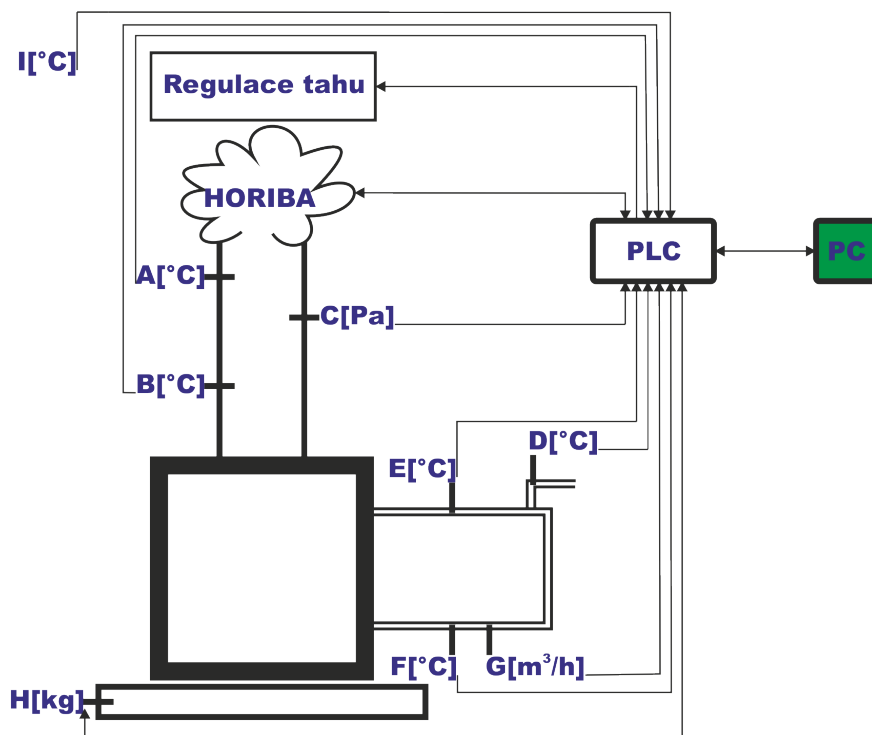 I[°C]
Regulace tahu
HORIBA
PLC
PC
A[°C]
C[Pa]
B[°C]
D[°C]
E[°C]
F[°C]
G[m³/h]
H[kg]